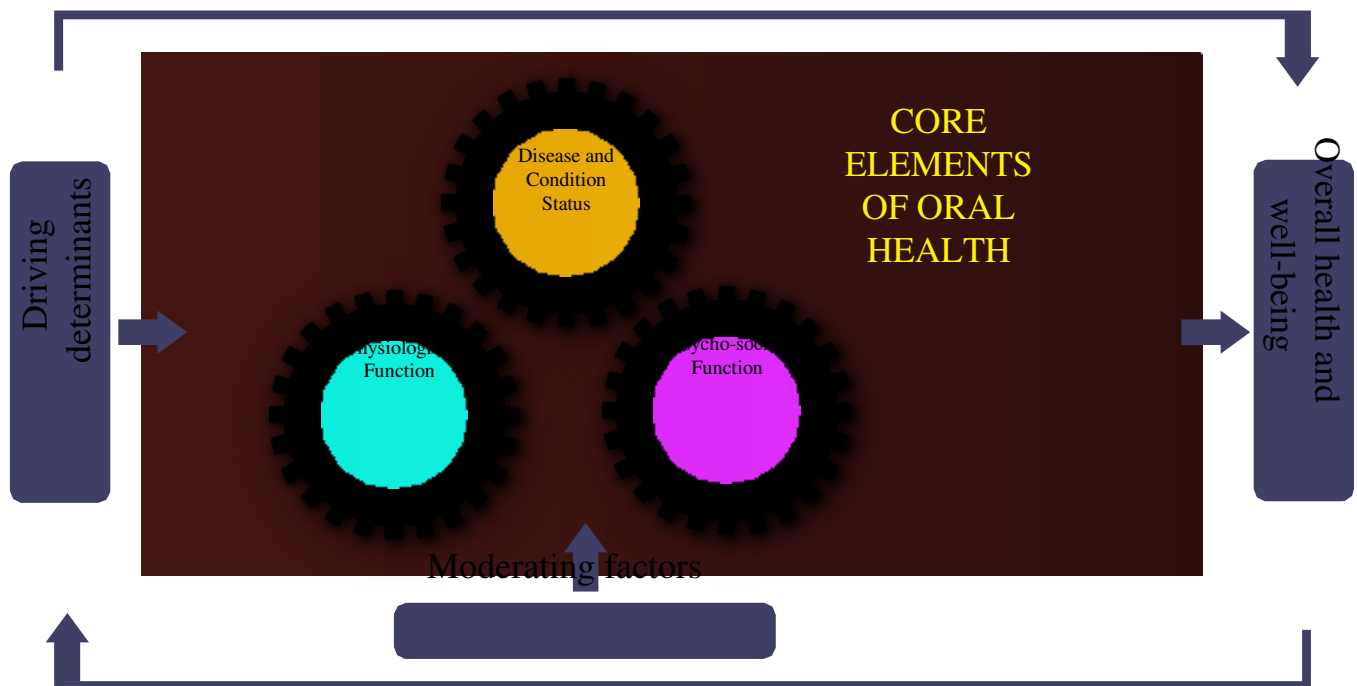 CORE
ELEMENTS
OF ORAL
HEALTH
Disease and
Condition
Status
Driving
determinants
Overall health and
well-being
Function
Function
Moderating factors